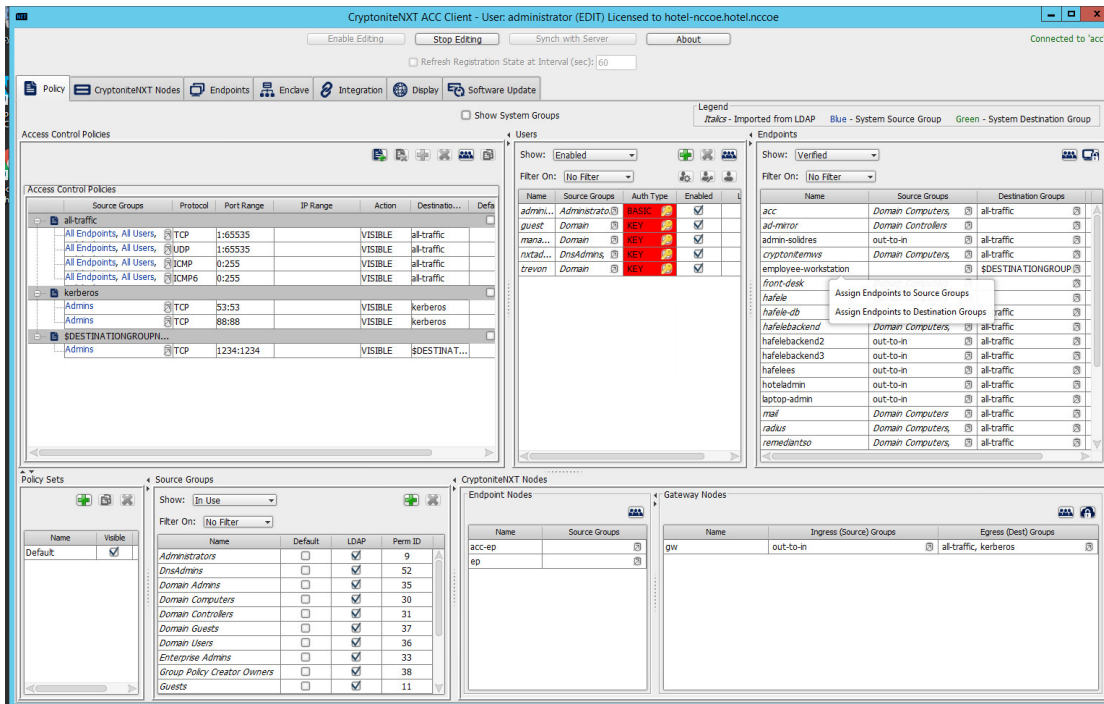 CryptoniteNXT ACC Client - User: administrator (EDIT) Licensed to hotel-nccoe.hotel.nccoe
Enable Editing Stop Editing Synch with Server About Connected to 'acc'
Refresh Registration State at Interval (sec): 60
Policy CryptoniteNXT Nodes Endpoints Enclave Integration Display Software Update
Show System Groups
Legend
Italics - Imported from LDAP Blue - System Source Group Green - System Destination Group
Access Control Policies
Access Control Policies
Source Groups Protocol Port Range IP Range Action Destinatio... Defa
all-traffic
All Endpoints, All Users, TCP 1:65535 VISIBLE all-traffic
All Endpoints, All Users, UDP 1:65535 VISIBLE all-traffic
All Endpoints, All Users, ICMP 0:255 VISIBLE all-traffic
All Endpoints, All Users, ICMP6 0:255 VISIBLE all-traffic
kerberos
Admins TCP 53:53 VISIBLE kerberos
Admins TCP 88:88 VISIBLE kerberos
$DESTINATIONGROUPN...
Admins TCP 1234:1234 VISIBLE $DESTINAT...
Users
Show: Enabled
Filter On: No Filter
Name Source Groups Auth Type Enabled L
admini... Administrato... BASIC
guest Domain KEY
mana... Domain KEY
nxtad... DnsAdmins, KEY
trevon Domain KEY
Endpoints
Show: Verified
Filter On: No Filter
Name Source Groups Destination Groups
acc Domain Computers, all-traffic
ad-mirror Domain Controllers
admin-solidres out-to-in all-traffic
cryptonitemws Domain Computers, all-traffic
employee-workstation $DESTINATIONGROUP
front-desk
hafele
hafele-db affic
Assign Endpoints to Source Groups
Assign Endpoints to Destination Groups
hafelebackend Domain Computers, all-traffic
hafelebackend2 out-to-in all-traffic
hafelebackend3 out-to-in all-traffic
hafelees out-to-in all-traffic
hoteladmin out-to-in all-traffic
laptop-admin out-to-in all-traffic
mail Domain Computers all-traffic
radius Domain Computers, all-traffic
remediantso Domain Computers, all-traffic
Policy Sets
Name Visible
Default
Source Groups
Show: In Use
Filter On: No Filter
Name Default LDAP Perm ID
Administrators 9
DnsAdmins 52
Domain Admins 35
Domain Computers 30
Domain Controllers 31
Domain Guests 37
Domain Users 36
Enterprise Admins 33
Group Policy Creator Owners 38
Guests 11
CryptoniteNXT Nodes
Endpoint Nodes
Name Source Groups
acc-ep
ep
Gateway Nodes
Name Ingress (Source) Groups Egress (Dest) Groups
gw out-to-in all-traffic, kerberos